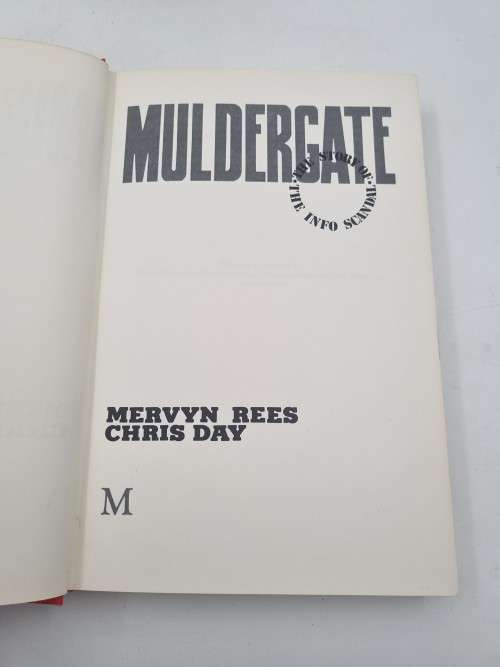 MULDERGATE
THE STORY OF THE INFO SCANDAL
MERVYN REES
CHRIS DAY
M